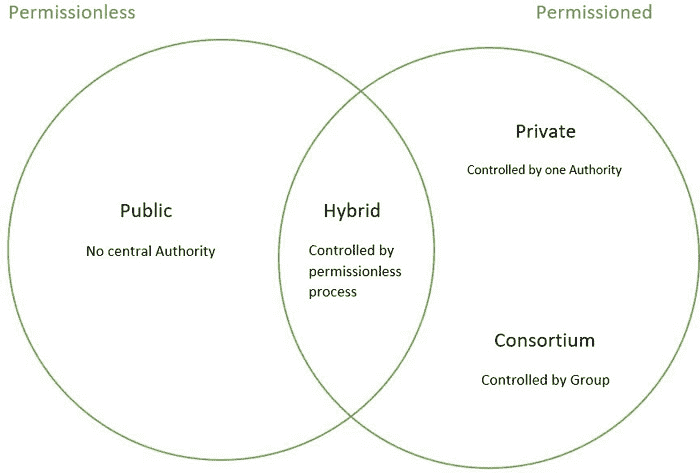 Permissionless
Permissioned
Public
No central Authority
Hybrid
Controlled by
permissionless
process
Private
Controlled by one Authority
Consortium
Controlled by Group